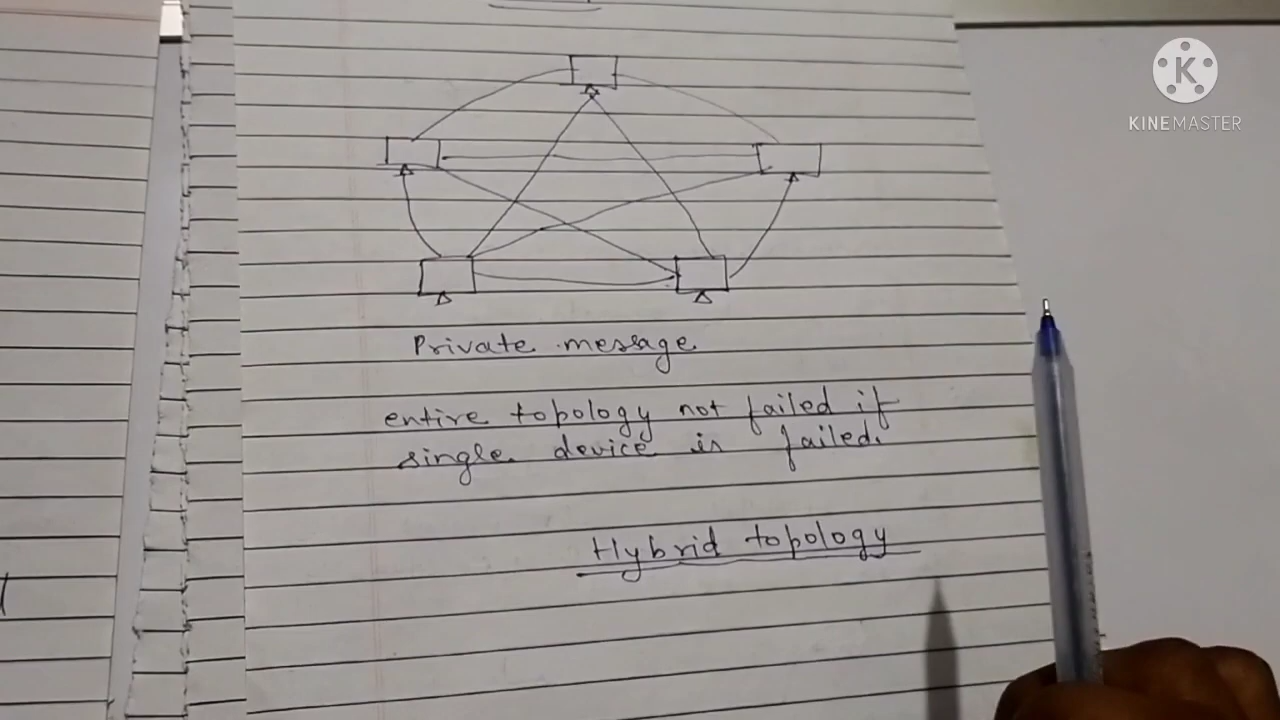 KINEMASTER
Private message
entire topology not failed if
single device is failed.
Hybrid topology